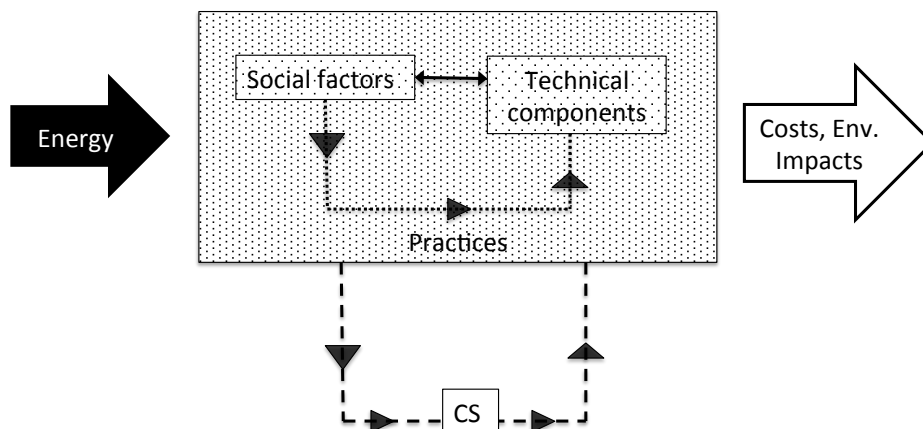 Social factors
Technical
components
Energy
Costs, Env.
Impacts
Practices
CS